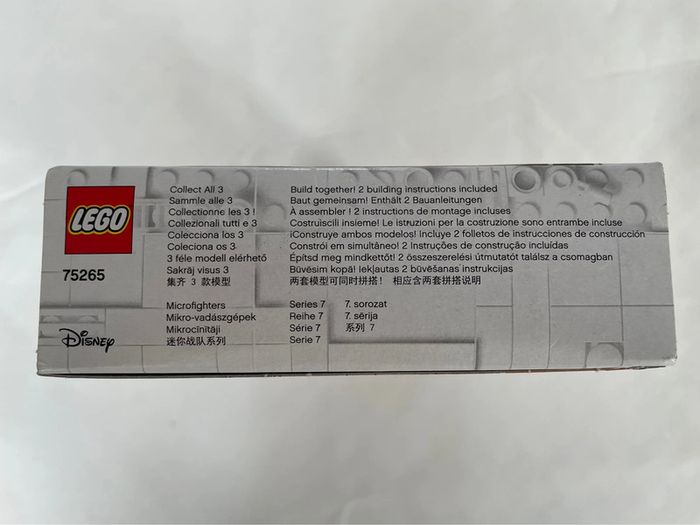 LEGO
75265
Disney
Collect All 3
Sammle alle 3
Collectionne les 3 !
Collezionali tutti e 3
Colecciona los 3
Coleciona os 3
3 féle modell elérhető
Sakrāj visus 3
集齐 3 款模型
Build together! 2 building instructions included
Baut gemeinsam! Enthält 2 Bauanleitungen
À assembler ! 2 instructions de montage incluses
Costruiscili insieme! Le istruzioni per la costruzione sono entrambe incluse
¡Construye ambos modelos! Incluye 2 folletos de instrucciones de construcción
Constrói em simultâneo! 2 instruções de construção incluídas
Építsd meg mindkettőt! 2 összeszerelési útmutatót találsz a csomagban
Būvēsim kopā! Iekļautas 2 būvēšanas instrukcijas
两套模型可同时拼搭！ 相应含两套拼搭说明
Microfighters
Mikro-vadászgépek
Mikrocīnītāji
迷你战队系列
Series 7
Reihe 7
Série 7
Serie 7
7. sorozat
7. sērija
系列 7